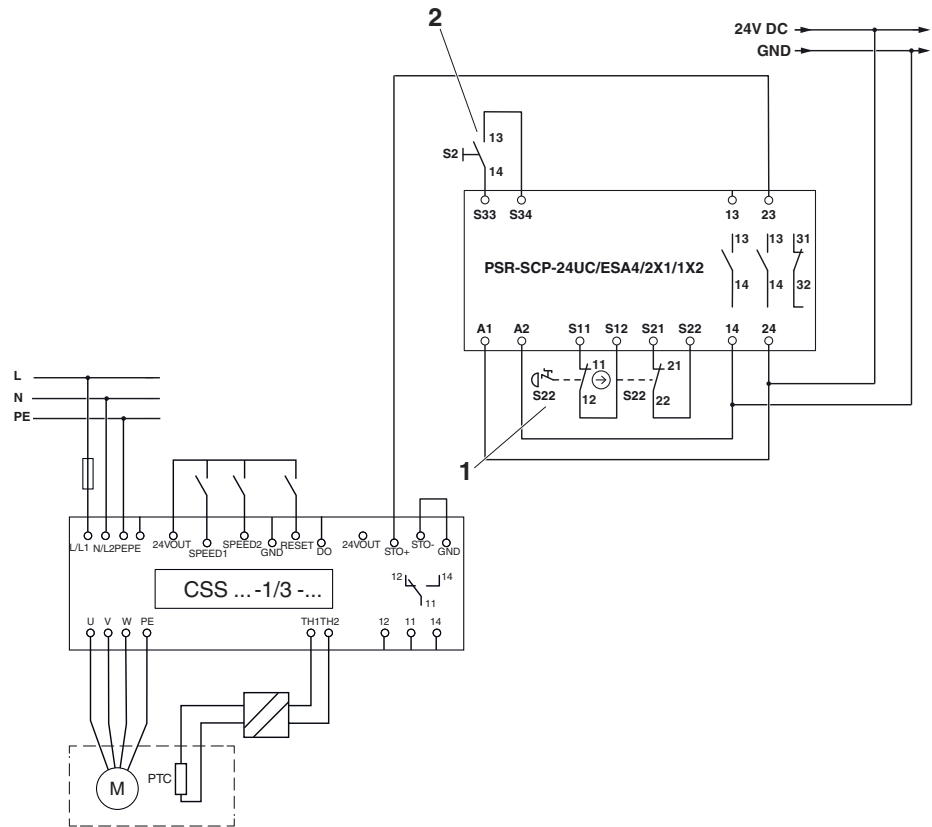 2
24V DC
GND
13
S2
14
S33 S34 13 23
13 13 31
PSR-SCP-24UC/ESA4/2X1/1X2
14 14 32
A1 A2 S11 S12 S21 S22 14 24
11 21
S22 S22
12 22
1
L
N
PE
L/L1 N/L2 PE PE 24VOUT SPEED1 SPEED2 GND RESET DO 24VOUT STO+ STO- GND
12 14
11
CSS ...-1/3 -...
U V W PE TH1 TH2 12 11 14
PTC
M